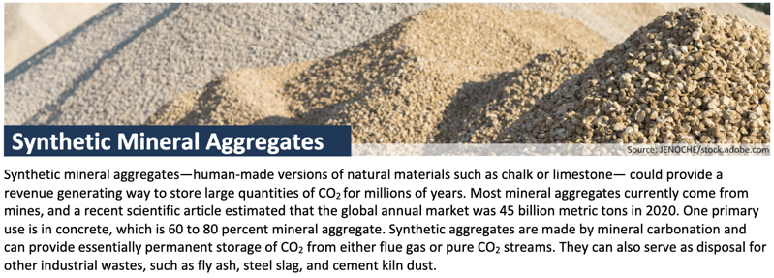 Synthetic Mineral Aggregates
Source: JENOCHE/stock.adobe.com
Synthetic mineral aggregates—human-made versions of natural materials such as chalk or limestone— could provide a
revenue generating way to store large quantities of CO₂ for millions of years. Most mineral aggregates currently come from
mines, and a recent scientific article estimated that the global annual market was 45 billion metric tons in 2020. One primary
use is in concrete, which is 60 to 80 percent mineral aggregate. Synthetic aggregates are made by mineral carbonation and
can provide essentially permanent storage of CO₂ from either flue gas or pure CO₂ streams. They can also serve as disposal for
other industrial wastes, such as fly ash, steel slag, and cement kiln dust.